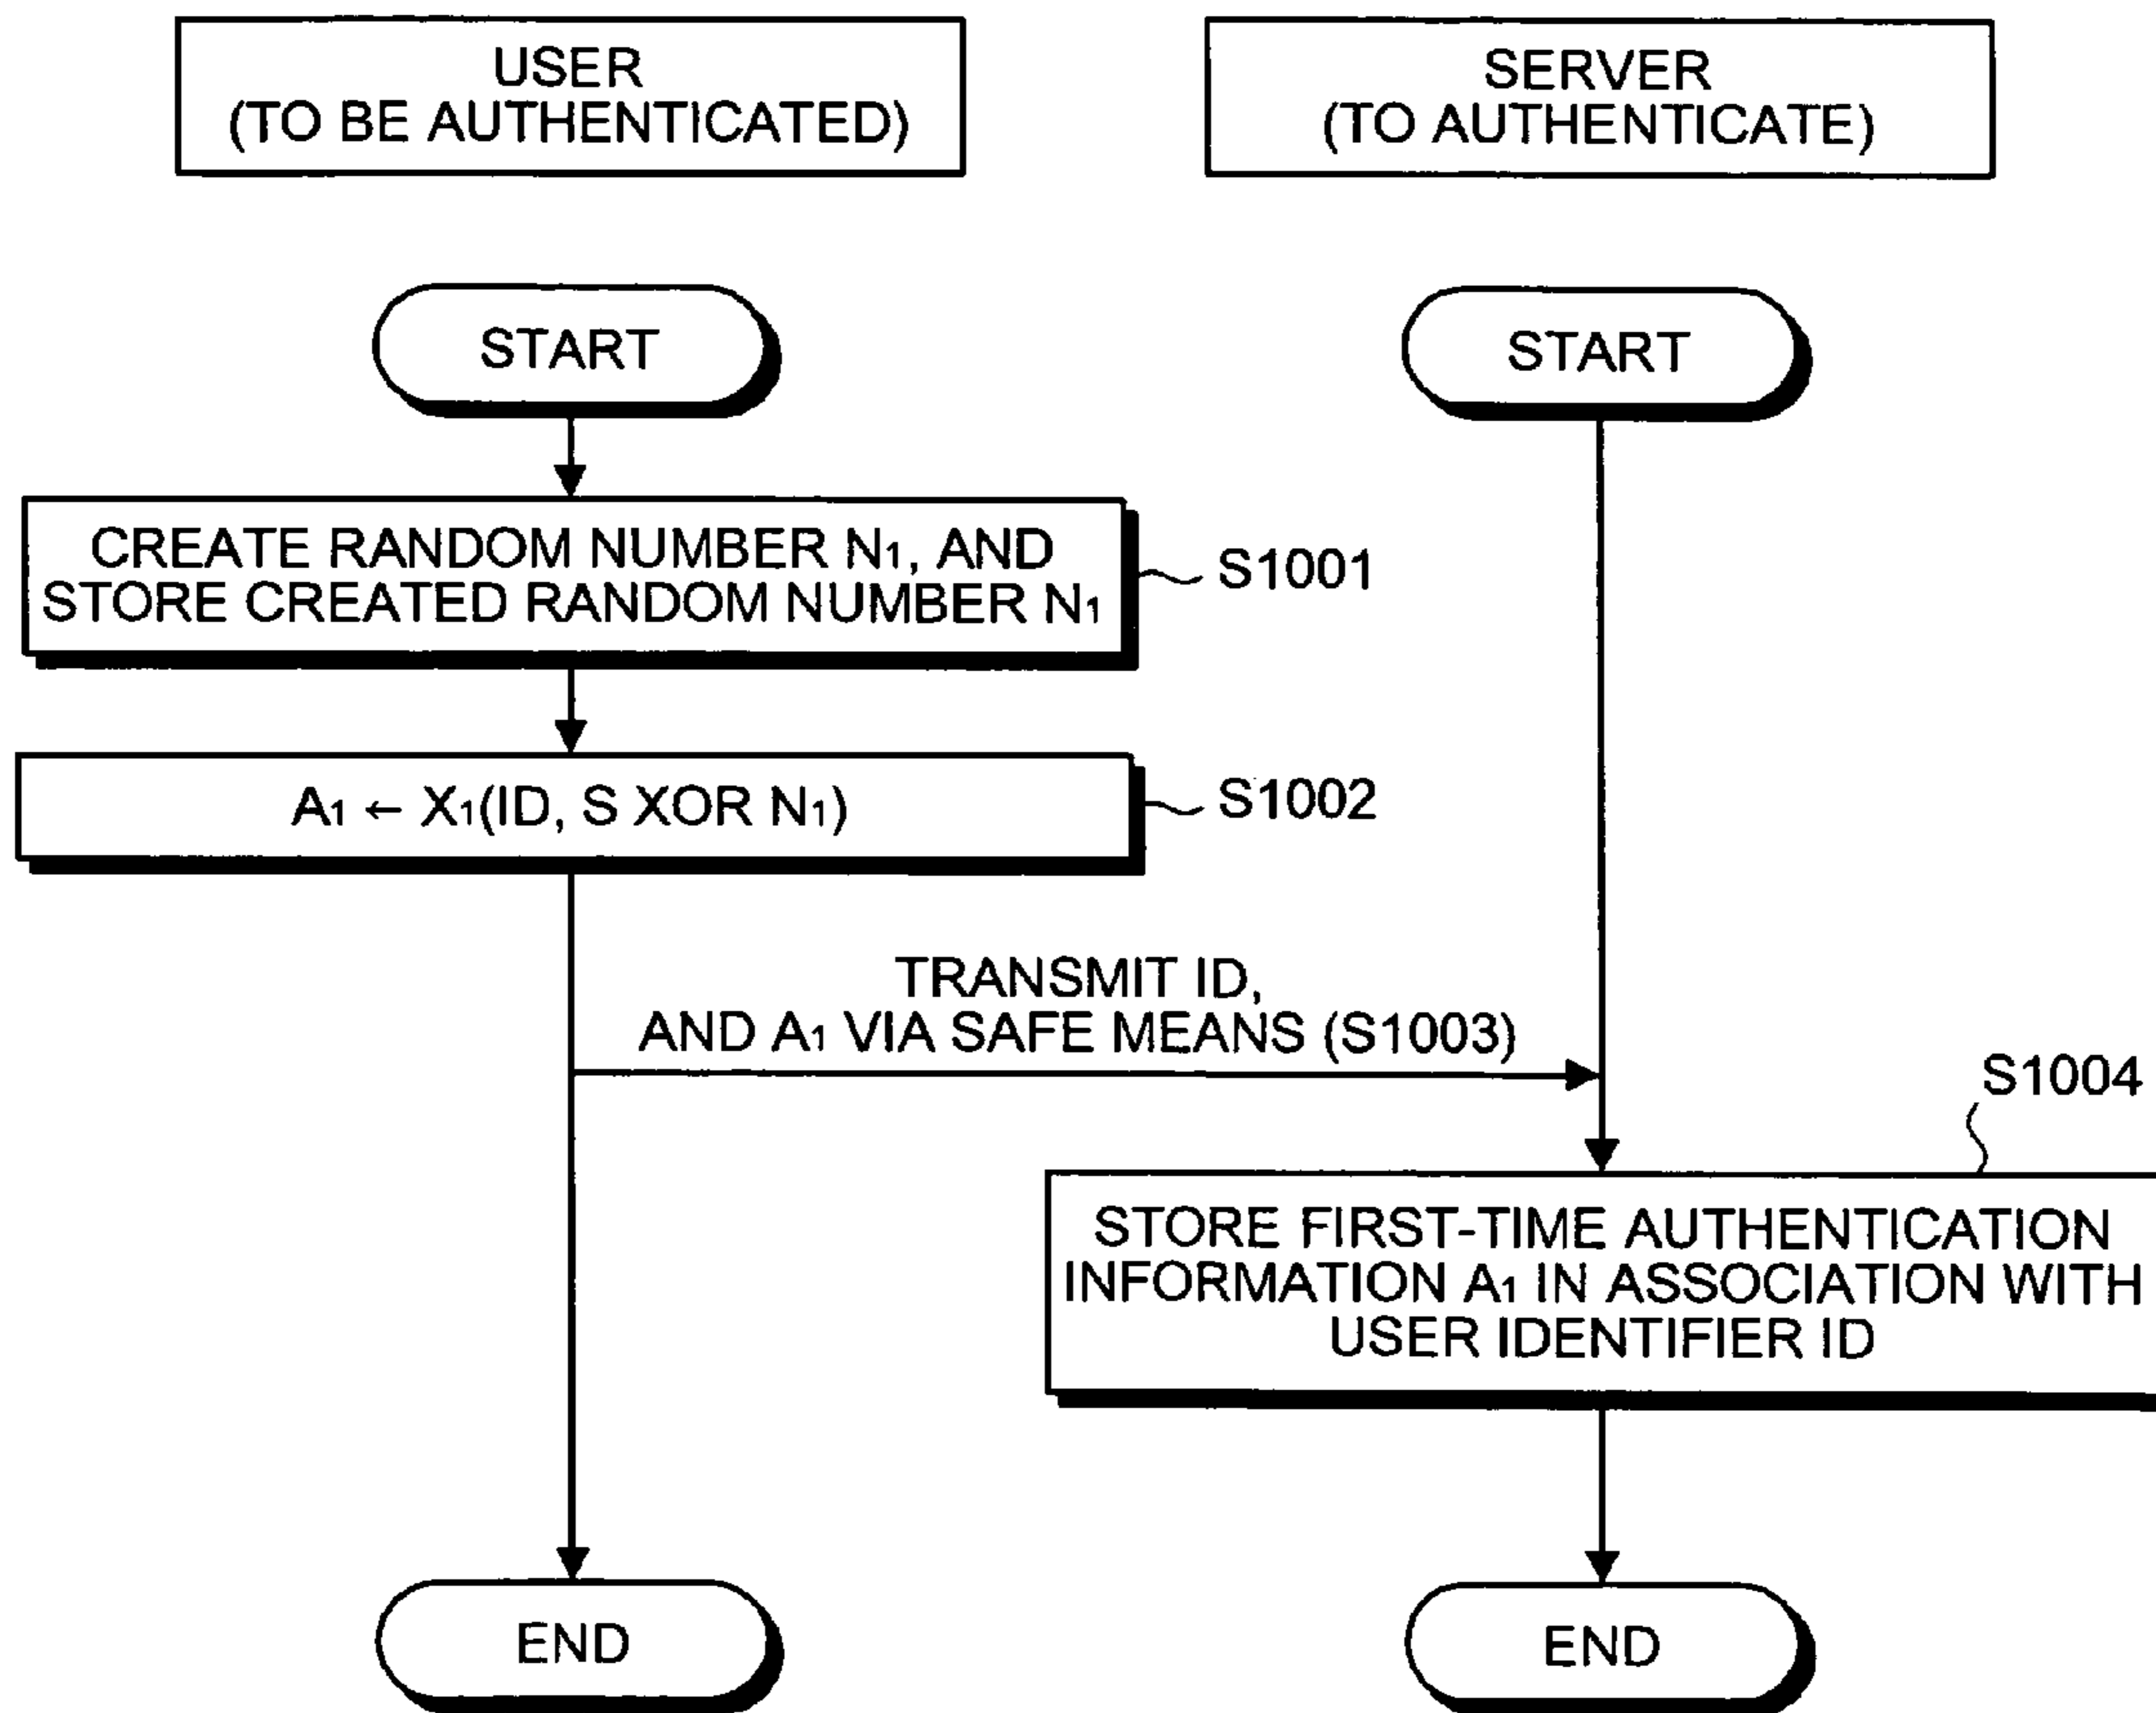 USER
(TO BE AUTHENTICATED)
SERVER
(TO AUTHENTICATE)
START
START
CREATE RANDOM NUMBER N₁, AND
STORE CREATED RANDOM NUMBER N₁
S1001
A₁ ← X₁(ID, S XOR N₁)
S1002
TRANSMIT ID,
AND A₁ VIA SAFE MEANS (S1003)
S1004
STORE FIRST-TIME AUTHENTICATION
INFORMATION A₁ IN ASSOCIATION WITH
USER IDENTIFIER ID
END
END